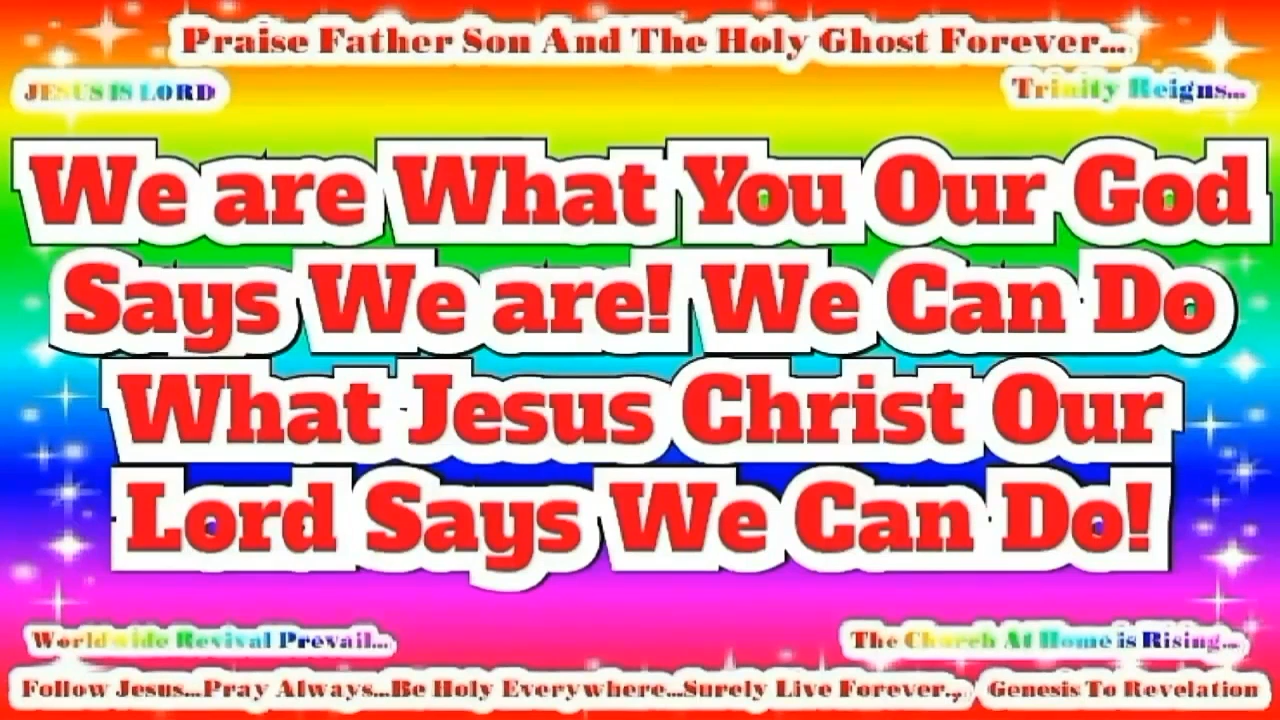 Praise Father Son And The Holy Ghost Forever...
JESUS IS LORD
Trinity Reigns...
We are What You Our God
Says We are! We Can Do
What Jesus Christ Our
Lord Says We Can Do!
Worldwide Revival Prevail...
The Church At Home is Rising...
Follow Jesus...Pray Always...Be Holy Everywhere...Surely Live Forever.., Genesis To Revelation